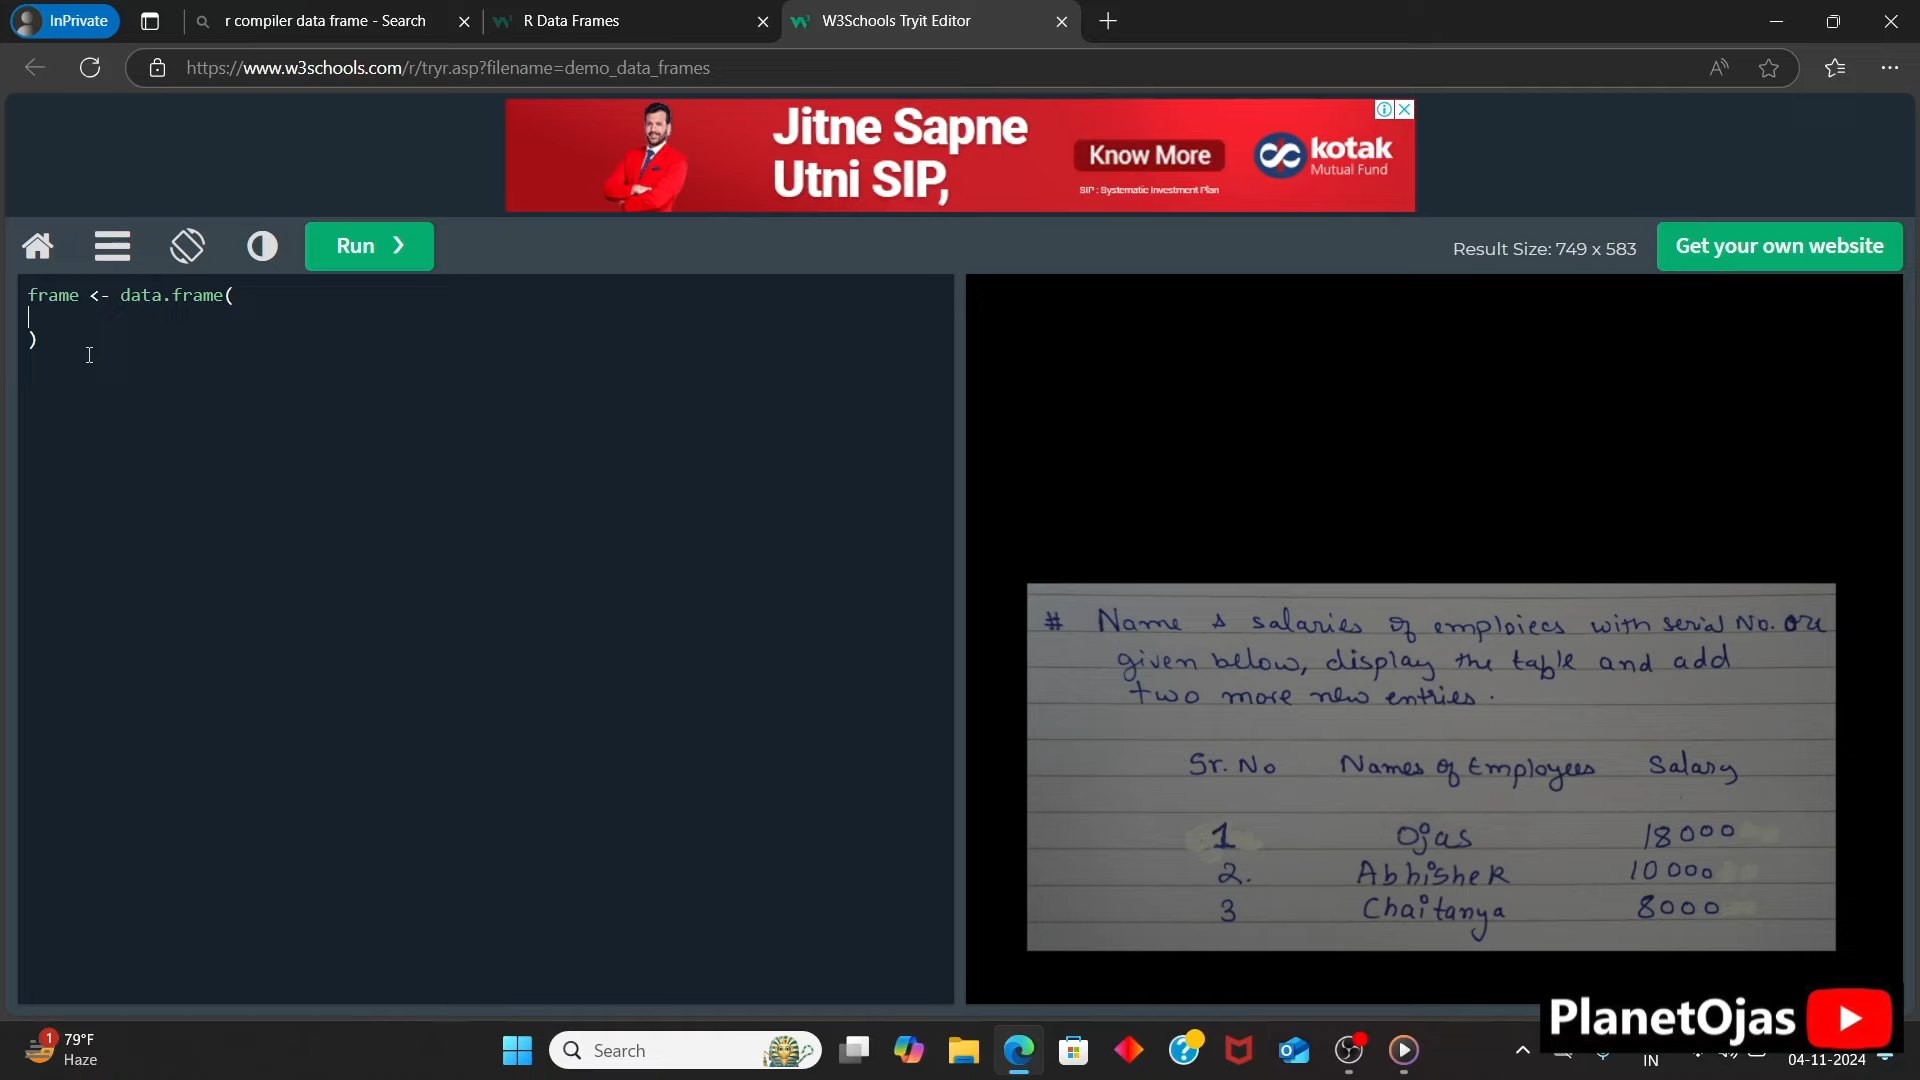 InPrivate
r compiler data frame - Search
R Data Frames
W3Schools Tryit Editor
https://www.w3schools.com/r/tryr.asp?filename=demo_data_frames
Jitne Sapne
Utni SIP,
Know More
SIP : Systematic Investment Plan
kotak
Mutual Fund
Run ❯
Result Size: 749 x 583
Get your own website
frame <- data.frame(
)
# Name & salaries of emploiees with serial No. are
given below, display the table and add
two more new entries.
Sr. No Names of Employees Salary
1 Ojas 18000
2. Abhishek 10000
3 Chaitanya 8000
PlanetOjas
1
79°F
Haze
Search
IN
04-11-2024